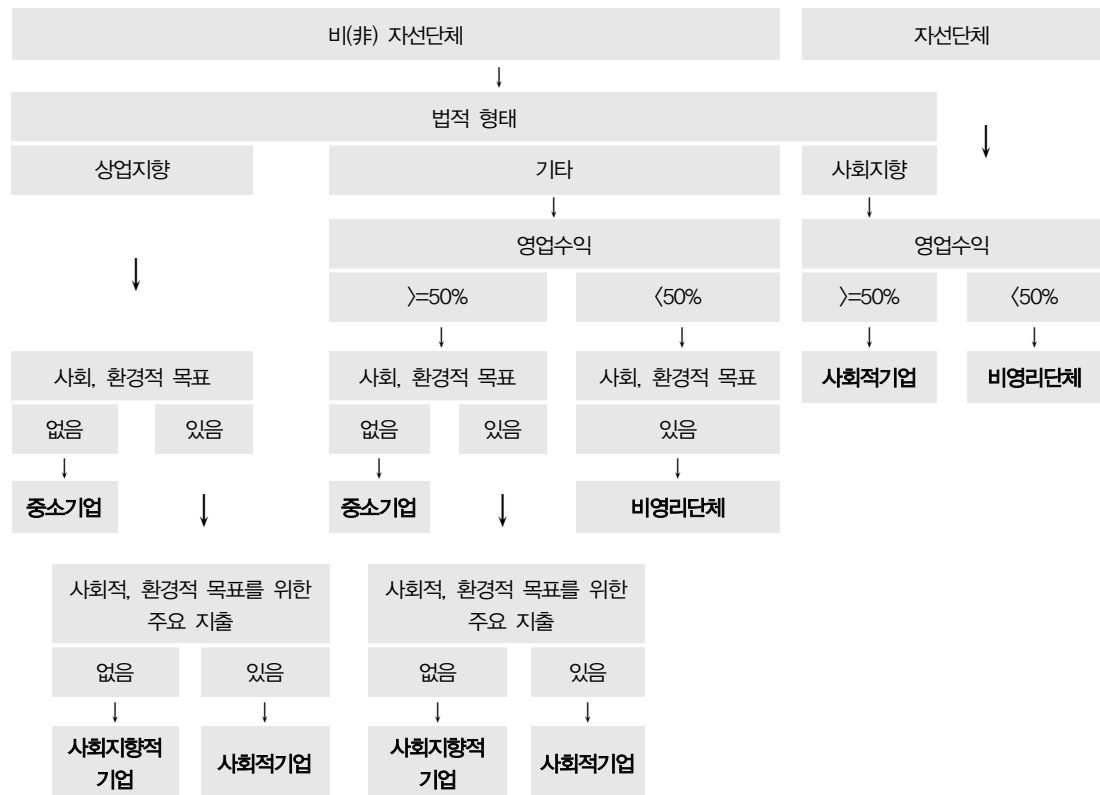 비(非) 자선단체
자선단체
↓
법적 형태
↓
상업지향
기타
사회지향
↓
↓
영업수익
영업수익
↓
>=50%
<50%
>=50%
<50%
↓
↓
↓
↓
사회, 환경적 목표
사회, 환경적 목표
사회, 환경적 목표
사회적기업
비영리단체
없음
있음
없음
있음
있음
↓
↓
↓
중소기업
↓
중소기업
↓
비영리단체
사회적, 환경적 목표를 위한
주요 지출
사회적, 환경적 목표를 위한
주요 지출
없음
있음
없음
있음
↓
↓
↓
↓
사회지향적
기업
사회적기업
사회지향적
기업
사회적기업